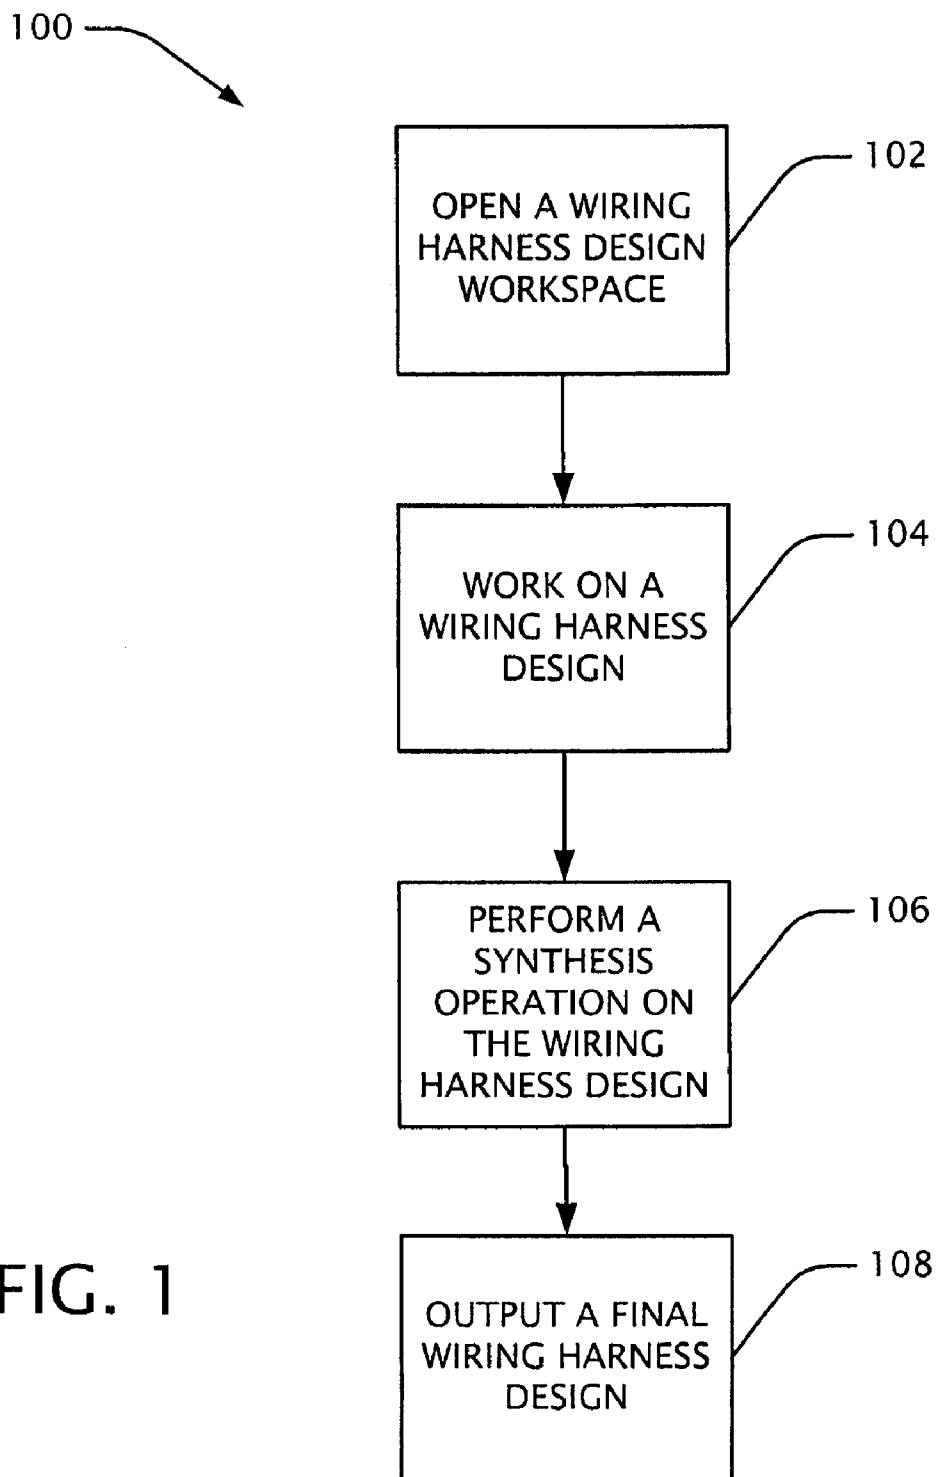 100
102
OPEN A WIRING
HARNESS DESIGN
WORKSPACE
104
WORK ON A
WIRING HARNESS
DESIGN
106
PERFORM A
SYNTHESIS
OPERATION ON
THE WIRING
HARNESS DESIGN
108
OUTPUT A FINAL
WIRING HARNESS
DESIGN
FIG. 1